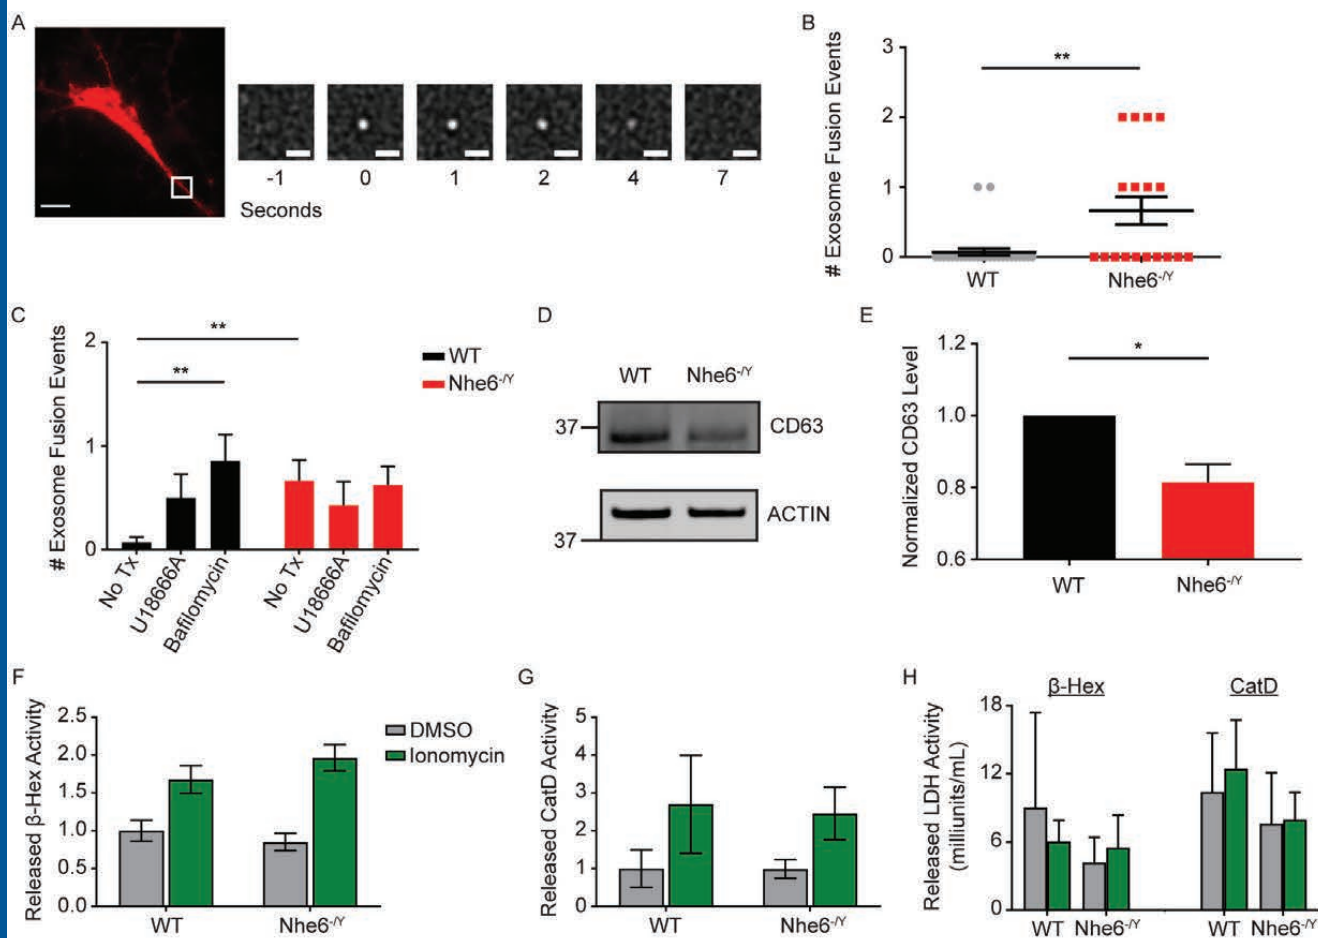 A
-1 0 1 2 4 7
Seconds
B
# Exosome Fusion Events
3
2
1
0
**
WT Nhe6-/Y
C
# Exosome Fusion Events
2
1
0
**
**
WT
Nhe6-/Y
No Tx
U18666A
Bafilomycin
No Tx
U18666A
Bafilomycin
D
WT Nhe6-/Y
37
CD63
ACTIN
37
E
Normalized CD63 Level
1.2
1.0
0.8
0.6
*
WT Nhe6-/Y
F
Released β-Hex Activity
2.5
2.0
1.5
1.0
0.5
0.0
WT Nhe6-/Y
DMSO
Ionomycin
G
Released CatD Activity
5
4
3
2
1
0
WT Nhe6-/Y
H
Released LDH Activity
(milliunits/mL)
β-Hex CatD
18
12
6
0
WT Nhe6-/Y WT Nhe6-/Y